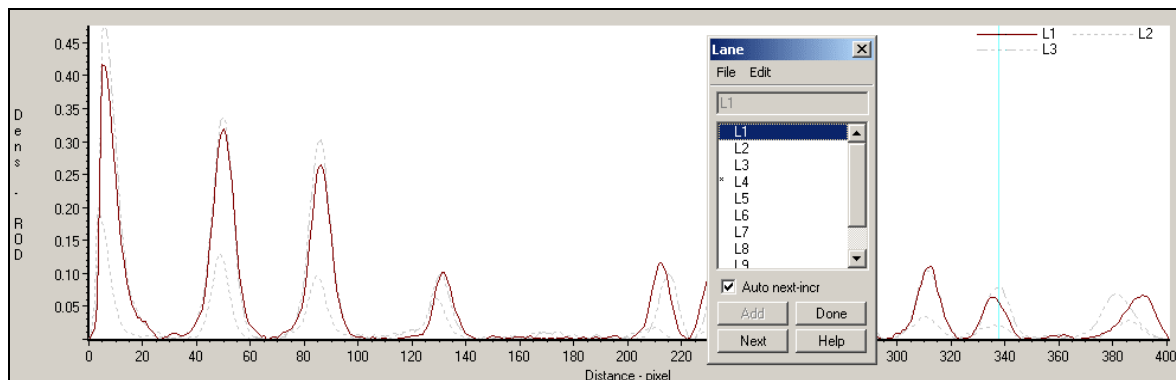 0.45
0.40
0.35
0.30
0.25
0.20
0.15
0.10
0.05
Dens - ROD
0 20 40 60 80 100 120 140 160 180 200 220 300 320 340 360 380 400
Distance - pixel
L1 L2
L3
Lane
File Edit
L1
L1
L2
L3
* L4
L5
L6
L7
L8
L9
Auto next-incr
Add Done
Next Help